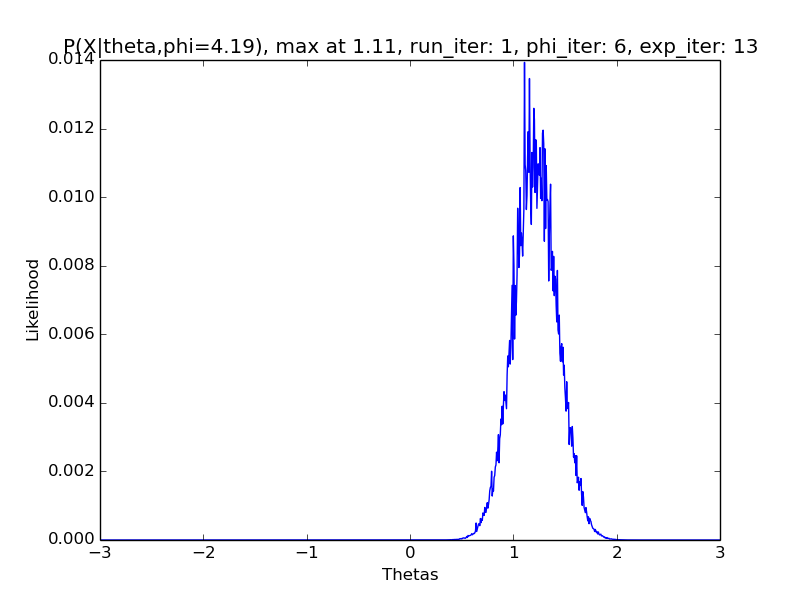 P(X|theta,phi=4.19), max at 1.11, run_iter: 1, phi_iter: 6, exp_iter: 13
0.014
0.012
0.010
0.008
0.006
0.004
0.002
0.000
Likelihood
−3 −2 −1 0 1 2 3
Thetas